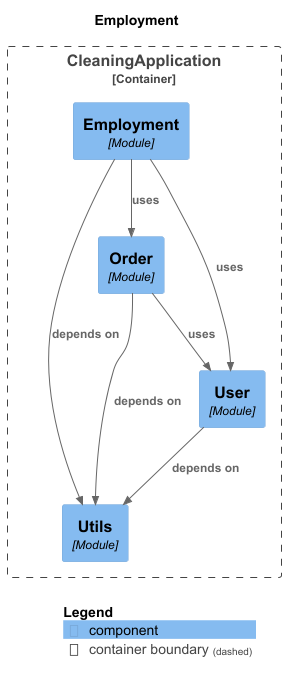 Employment
CleaningApplication
[Container]
Employment
[Module]
uses
Order
[Module]
uses
depends on
uses
User
[Module]
depends on
depends on
Utils
[Module]
Legend
component
container boundary (dashed)